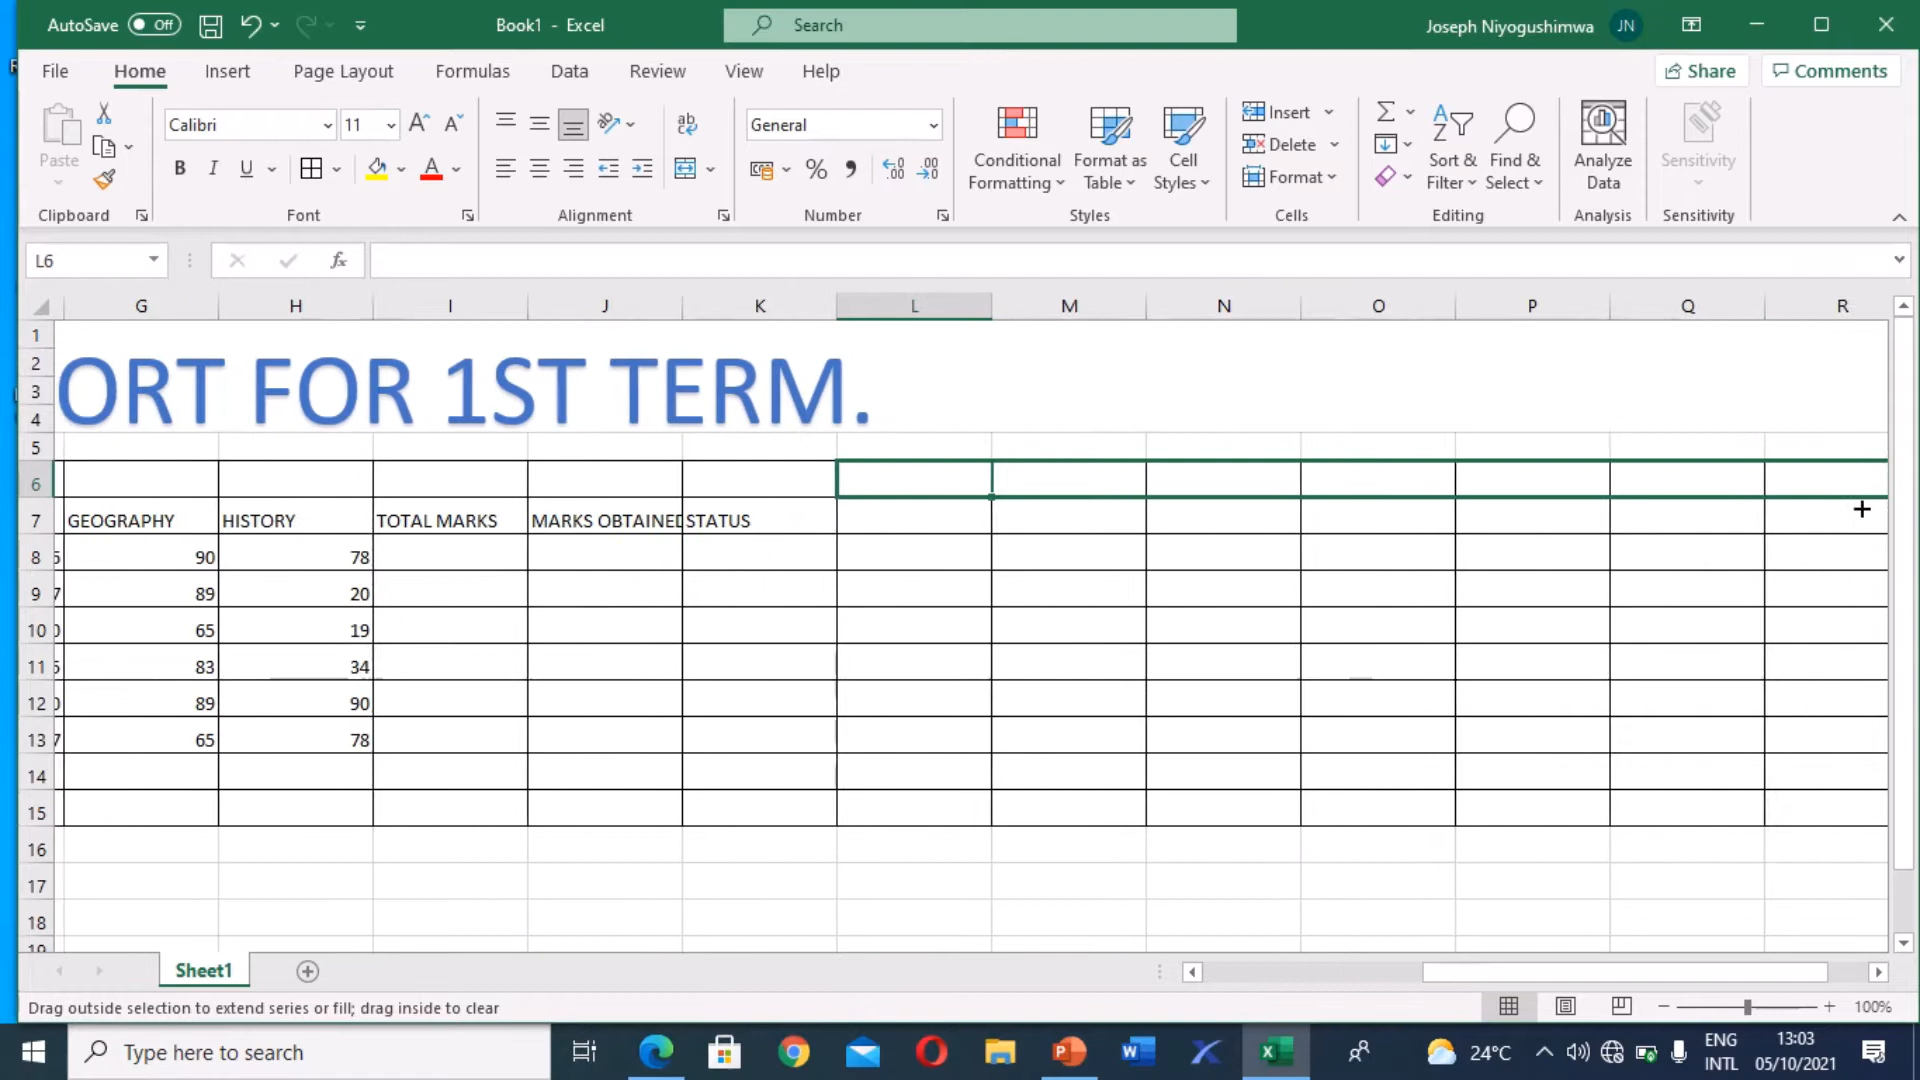 AutoSave Off Book1 - Excel Search Joseph Niyogushimwa JN
File Home Insert Page Layout Formulas Data Review View Help Share Comments
Paste Calibri 11 ab General Conditional Formatting Format as Table Cell Styles Insert Delete Format Sort & Filter Find & Select Analyze Data Sensitivity
Clipboard Font Alignment Number Styles Cells Editing Analysis Sensitivity
L6 fx
G H I J K L M N O P Q R
1
2
3
4
ORT FOR 1ST TERM.
5
6
7 GEOGRAPHY HISTORY TOTAL MARKS MARKS OBTAINED STATUS
8 90 78
9 89 20
10 65 19
11 83 34
12 89 90
13 65 78
14
15
16
17
18
19
Sheet1
Drag outside selection to extend series or fill; drag inside to clear 100%
Type here to search 24°C ENG 13:03
INTL 05/10/2021